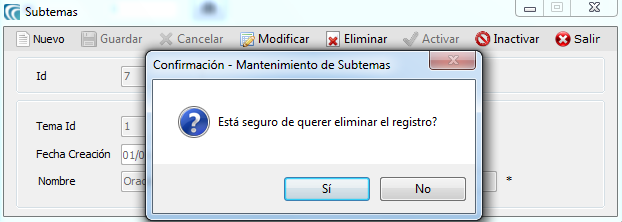 Subtemas
Nuevo Guardar Cancelar Modificar Eliminar Activar Inactivar Salir
Confirmación - Mantenimiento de Subtemas
Id 7
Está seguro de querer eliminar el registro?
Tema Id 1
Fecha Creación 01/0
Nombre Orac *
Sí No